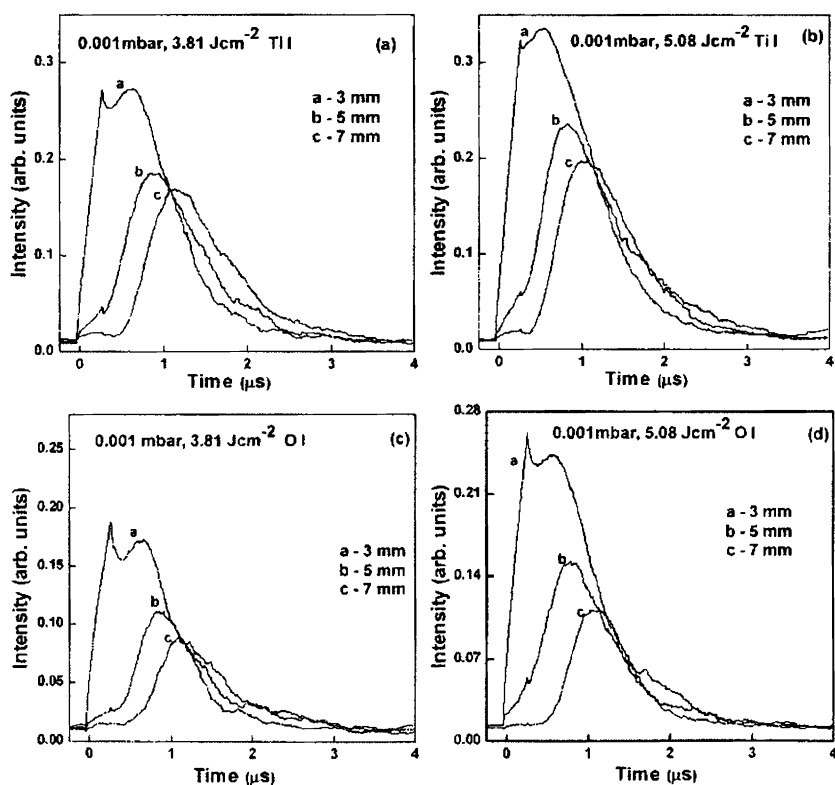 0.001mbar, 3.81 Jcm-2 TI I (a)
a
a - 3 mm
b - 5 mm
c - 7 mm
b
c
0.3
0.2
0.1
0.0
Intensity (arb. units)
0 1 2 3 4
Time (µs)
0.001mbar, 5.08 Jcm-2 Ti I (b)
a
a - 3 mm
b - 5 mm
c - 7 mm
b
c
0.3
0.2
0.1
0.0
Intensity (arb. units)
0 1 2 3 4
Time (µs)
0.001 mbar, 3.81 Jcm-2 O I (c)
a
a - 3 mm
b - 5 mm
c - 7 mm
b
c
0.25
0.20
0.15
0.10
0.05
0.00
Intensity (arb. units)
0 1 2 3 4
Time (µs)
0.001mbar, 5.08 Jcm-2 O I (d)
a
a - 3 mm
b - 5 mm
c - 7 mm
b
c
0.28
0.21
0.14
0.07
0.00
Intensity (arb. units)
0 1 2 3 4
Time (µs)